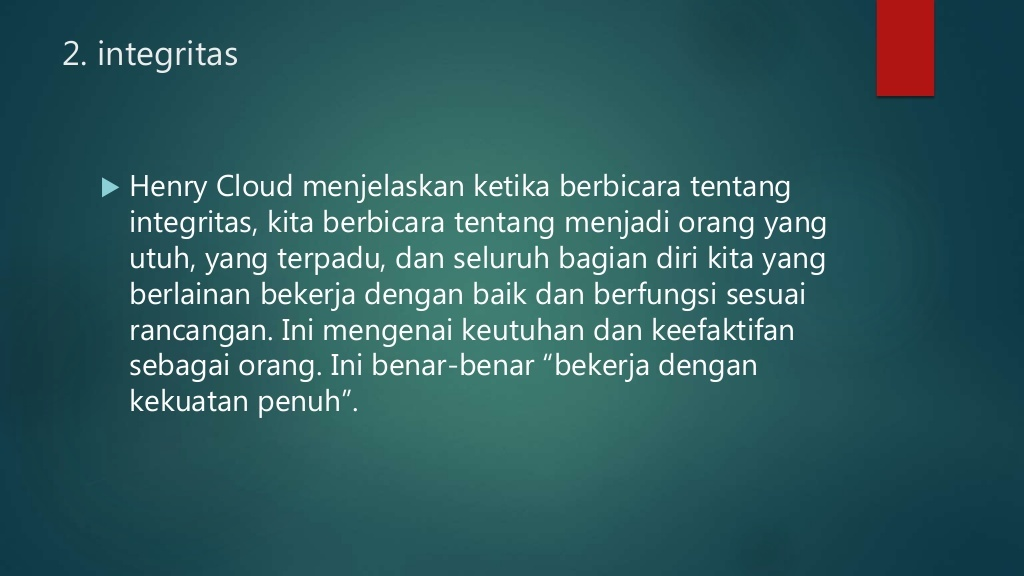 2. integritas
Henry Cloud menjelaskan ketika berbicara tentang
integritas, kita berbicara tentang menjadi orang yang
utuh, yang terpadu, dan seluruh bagian diri kita yang
berlainan bekerja dengan baik dan berfungsi sesuai
rancangan. Ini mengenai keutuhan dan keefaktifan
sebagai orang. Ini benar-benar “bekerja dengan
kekuatan penuh”.